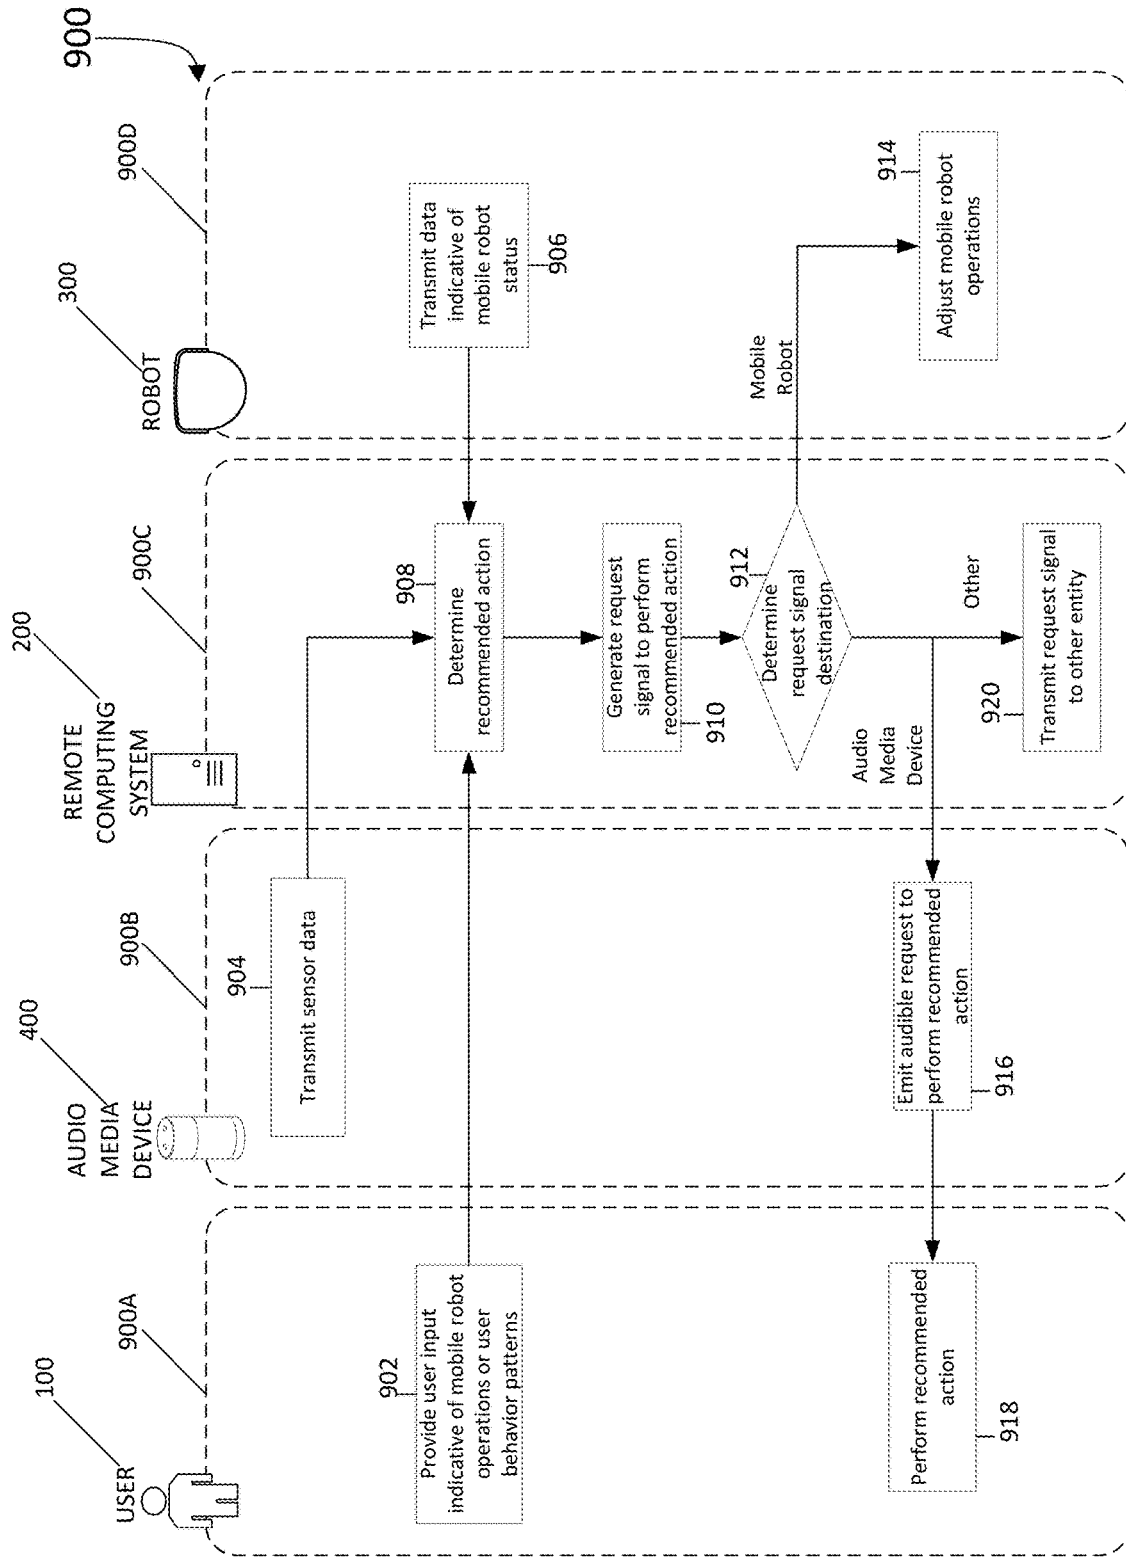 900
100
USER
900A
400
AUDIO
MEDIA
DEVICE
900B
200
REMOTE
COMPUTING
SYSTEM
900C
300
ROBOT
900D
904
Transmit sensor data
902
Provide user input
indicative of mobile robot
operations or user
behavior patterns
908
Determine
recommended action
Transmit data
indicative of
mobile robot
status
906
Generate request
signal to perform
recommended action
910
912
Determine
request signal
destination
Mobile
Robot
Audio
Media
Device
Other
914
Adjust mobile robot
operations
Emit audible request to
perform recommended
action
916
Perform recommended
action
918
920
Transmit request signal
to other entity